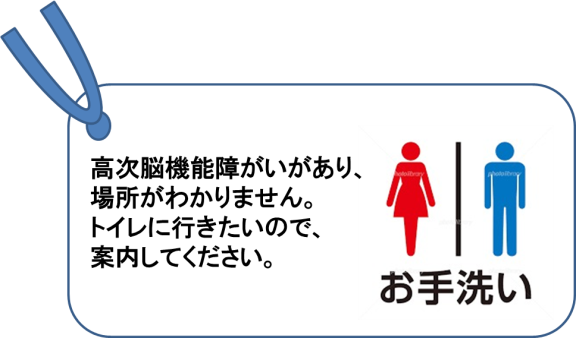 高次脳機能障がいがあり、
場所がわかりません。
トイレに行きたいので、
案内してください。
お手洗い